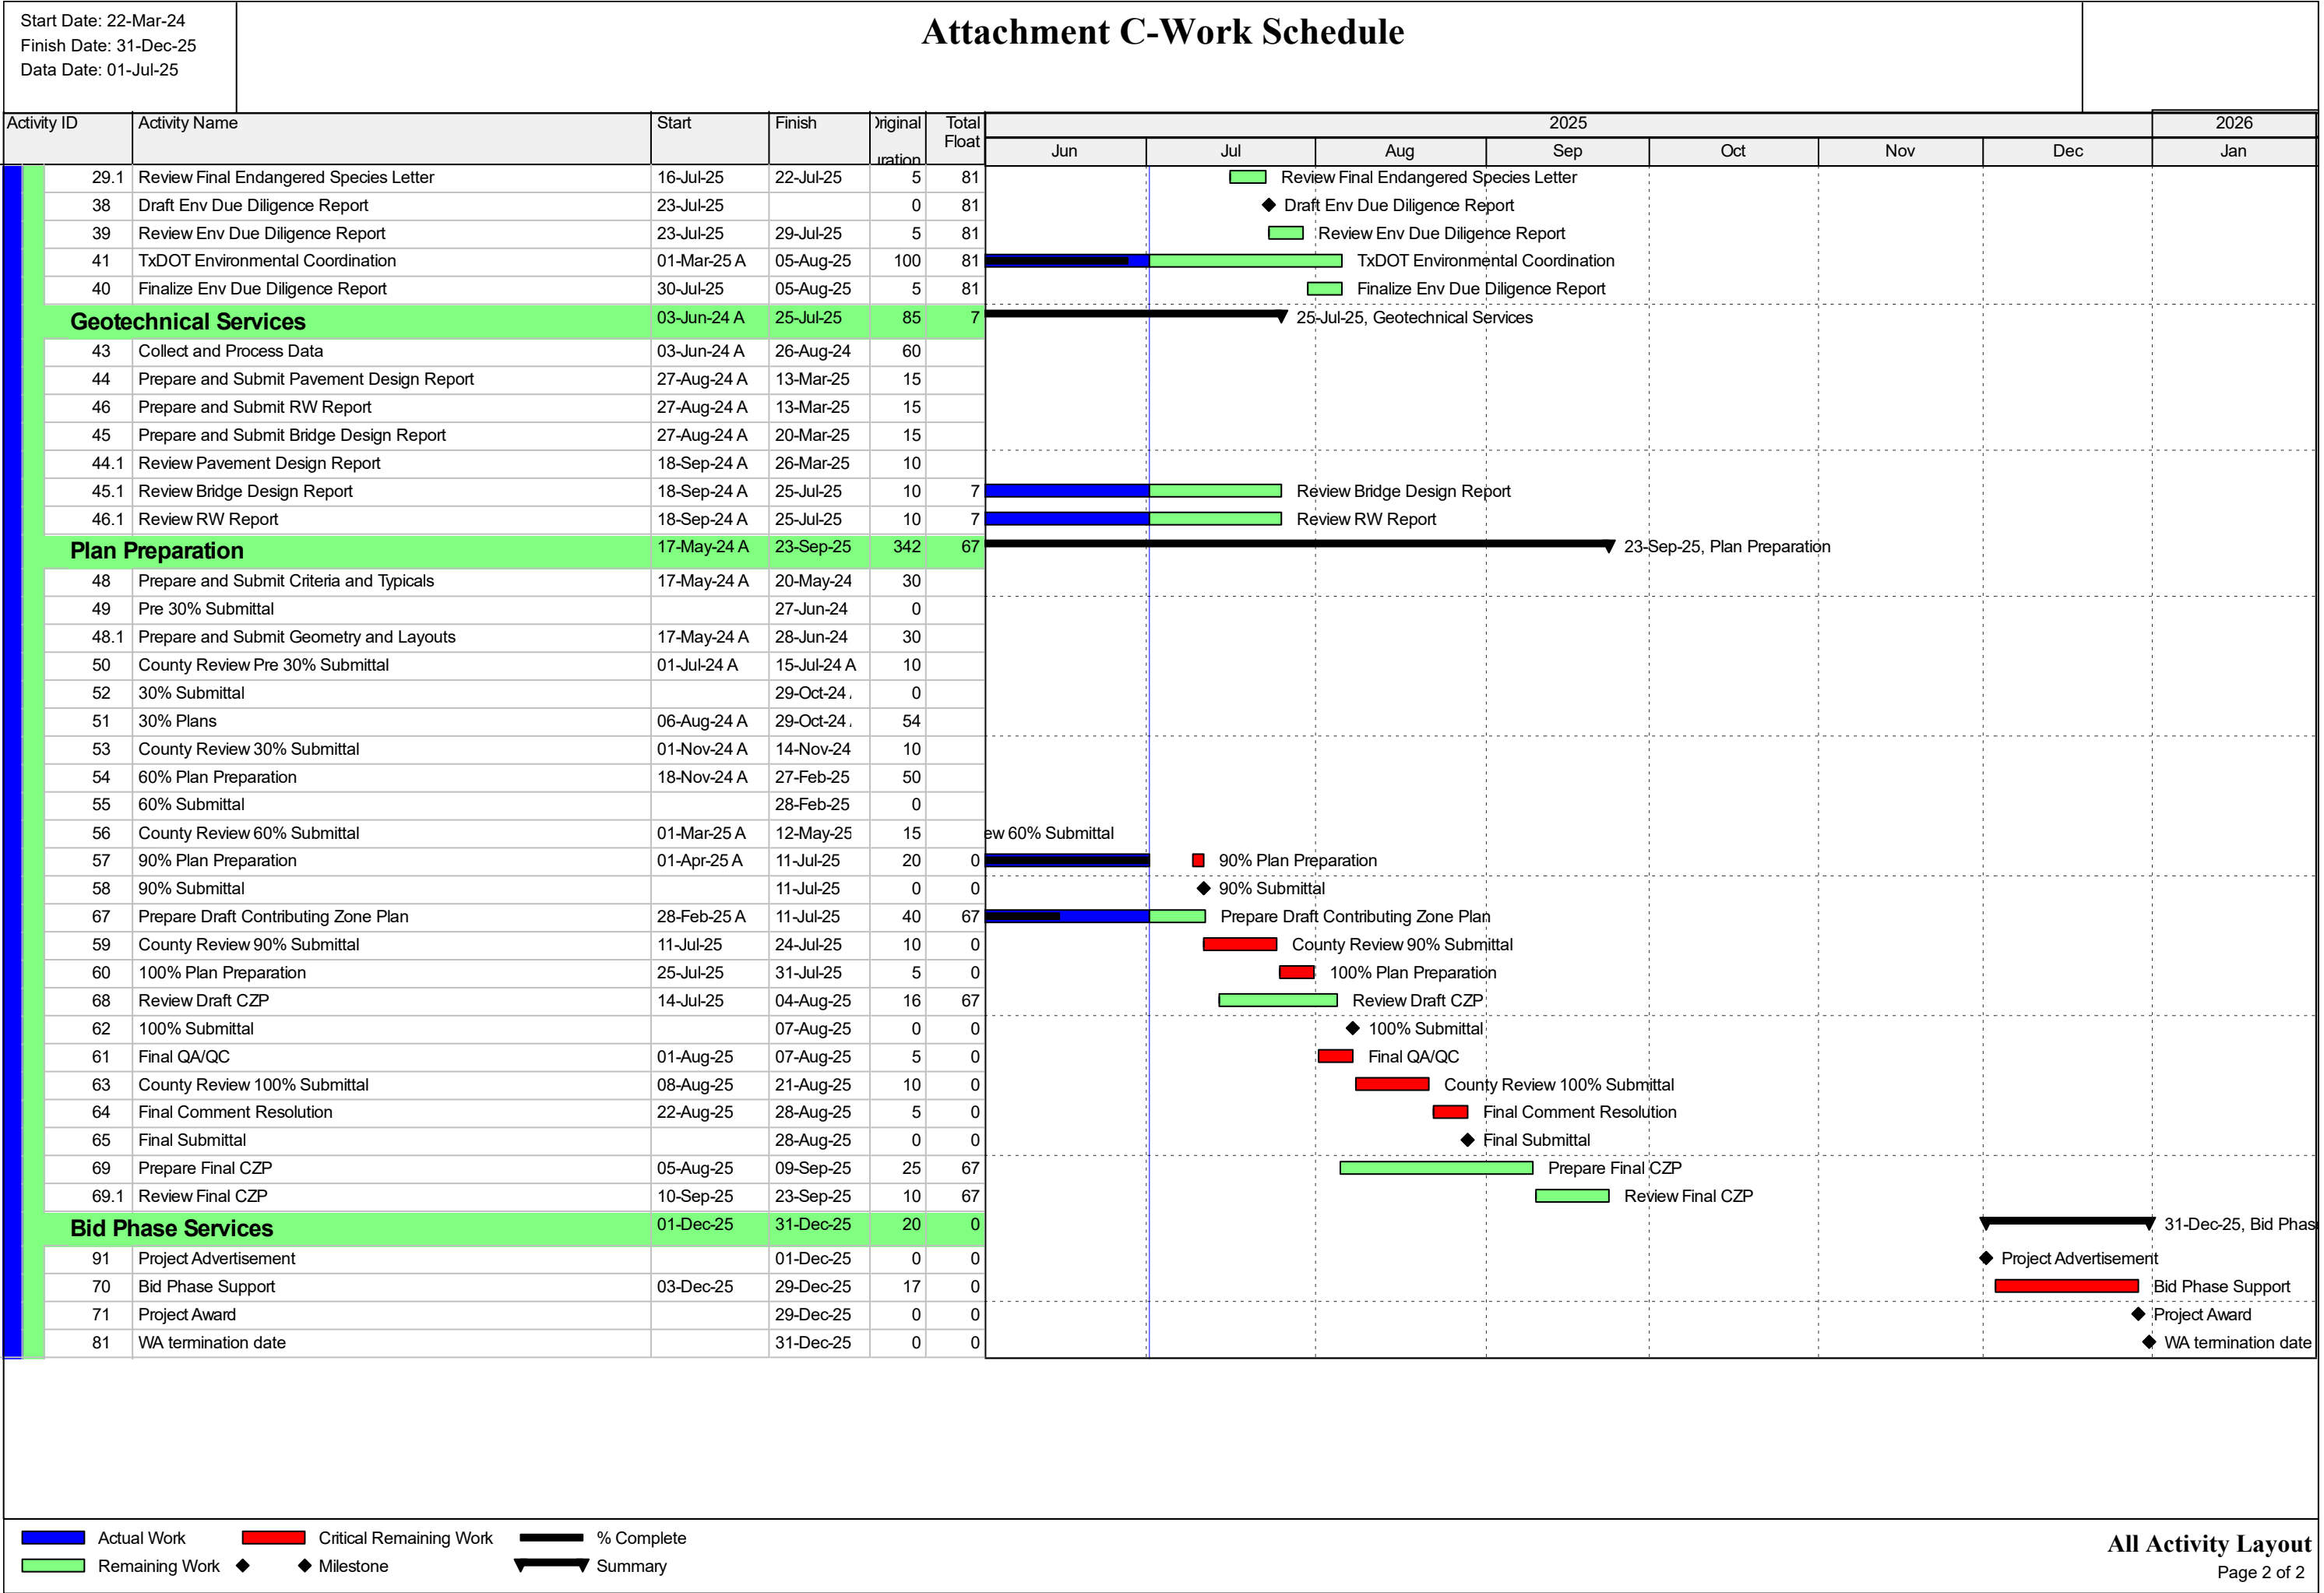 Start Date: 22-Mar-24
Finish Date: 31-Dec-25
Data Date: 01-Jul-25
Attachment C-Work Schedule
Activity ID Activity Name Start Finish Total Float 2025 2026
Jun Jul Aug Sep Oct Nov Dec Jan
29.1 Review Final Endangered Species Letter 16-Jul-25 22-Jul-25 5 81 Review Final Endangered Species Letter
38 Draft Env Due Diligence Report 23-Jul-25 0 81 Draft Env Due Diligence Report
39 Review Env Due Diligence Report 23-Jul-25 29-Jul-25 5 81 Review Env Due Diligence Report
41 TxDOT Environmental Coordination 01-Mar-25 A 05-Aug-25 100 81 TxDOT Environmental Coordination
40 Finalize Env Due Diligence Report 30-Jul-25 05-Aug-25 5 81 Finalize Env Due Diligence Report
Geotechnical Services 03-Jun-24 A 25-Jul-25 85 7 25-Jul-25, Geotechnical Services
43 Collect and Process Data 03-Jun-24 A 26-Aug-24 60
44 Prepare and Submit Pavement Design Report 27-Aug-24 A 13-Mar-25 15
46 Prepare and Submit RW Report 27-Aug-24 A 13-Mar-25 15
45 Prepare and Submit Bridge Design Report 27-Aug-24 A 20-Mar-25 15
44.1 Review Pavement Design Report 18-Sep-24 A 26-Mar-25 10
45.1 Review Bridge Design Report 18-Sep-24 A 25-Jul-25 10 7 Review Bridge Design Report
46.1 Review RW Report 18-Sep-24 A 25-Jul-25 10 7 Review RW Report
Plan Preparation 17-May-24 A 23-Sep-25 342 67 23-Sep-25, Plan Preparation
48 Prepare and Submit Criteria and Typicals 17-May-24 A 20-May-24 30
49 Pre 30% Submittal 27-Jun-24 0
48.1 Prepare and Submit Geometry and Layouts 17-May-24 A 28-Jun-24 30
50 County Review Pre 30% Submittal 01-Jul-24 A 15-Jul-24 A 10
52 30% Submittal 29-Oct-24 0
51 30% Plans 06-Aug-24 A 29-Oct-24 54
53 County Review 30% Submittal 01-Nov-24 A 14-Nov-24 10
54 60% Plan Preparation 18-Nov-24 A 27-Feb-25 50
55 60% Submittal 28-Feb-25 0
56 County Review 60% Submittal 01-Mar-25 A 12-May-25 15 ew 60% Submittal
57 90% Plan Preparation 01-Apr-25 A 11-Jul-25 20 0 90% Plan Preparation
58 90% Submittal 11-Jul-25 0 0 90% Submittal
67 Prepare Draft Contributing Zone Plan 28-Feb-25 A 11-Jul-25 40 67 Prepare Draft Contributing Zone Plan
59 County Review 90% Submittal 11-Jul-25 24-Jul-25 10 0 County Review 90% Submittal
60 100% Plan Preparation 25-Jul-25 31-Jul-25 5 0 100% Plan Preparation
68 Review Draft CZP 14-Jul-25 04-Aug-25 16 67 Review Draft CZP
62 100% Submittal 07-Aug-25 0 0 100% Submittal
61 Final QA/QC 01-Aug-25 07-Aug-25 5 0 Final QA/QC
63 County Review 100% Submittal 08-Aug-25 21-Aug-25 10 0 County Review 100% Submittal
64 Final Comment Resolution 22-Aug-25 28-Aug-25 5 0 Final Comment Resolution
65 Final Submittal 28-Aug-25 0 0 Final Submittal
69 Prepare Final CZP 05-Aug-25 09-Sep-25 25 67 Prepare Final CZP
69.1 Review Final CZP 10-Sep-25 23-Sep-25 10 67 Review Final CZP
Bid Phase Services 01-Dec-25 31-Dec-25 20 0 31-Dec-25, Bid Phas
91 Project Advertisement 01-Dec-25 0 0 Project Advertisement
70 Bid Phase Support 03-Dec-25 29-Dec-25 17 0 Bid Phase Support
71 Project Award 29-Dec-25 0 0 Project Award
81 WA termination date 31-Dec-25 0 0 WA termination date
Actual Work Critical Remaining Work % Complete
Remaining Work Milestone Summary
All Activity Layout
Page 2 of 2